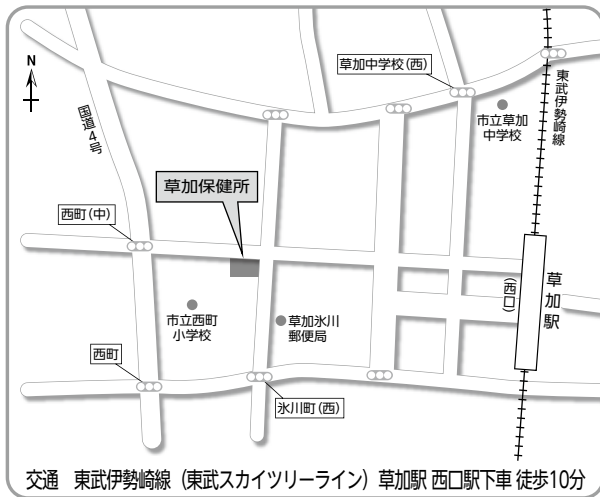 N
草加中学校(西)
東武伊勢崎線
国道4号
市立草加
中学校
草加保健所
西町(中)
草加駅
(西口)
市立西町
小学校
草加氷川
郵便局
西町
氷川町(西)
交通　東武伊勢崎線（東武スカイツリーライン）草加駅 西口駅下車 徒歩10分